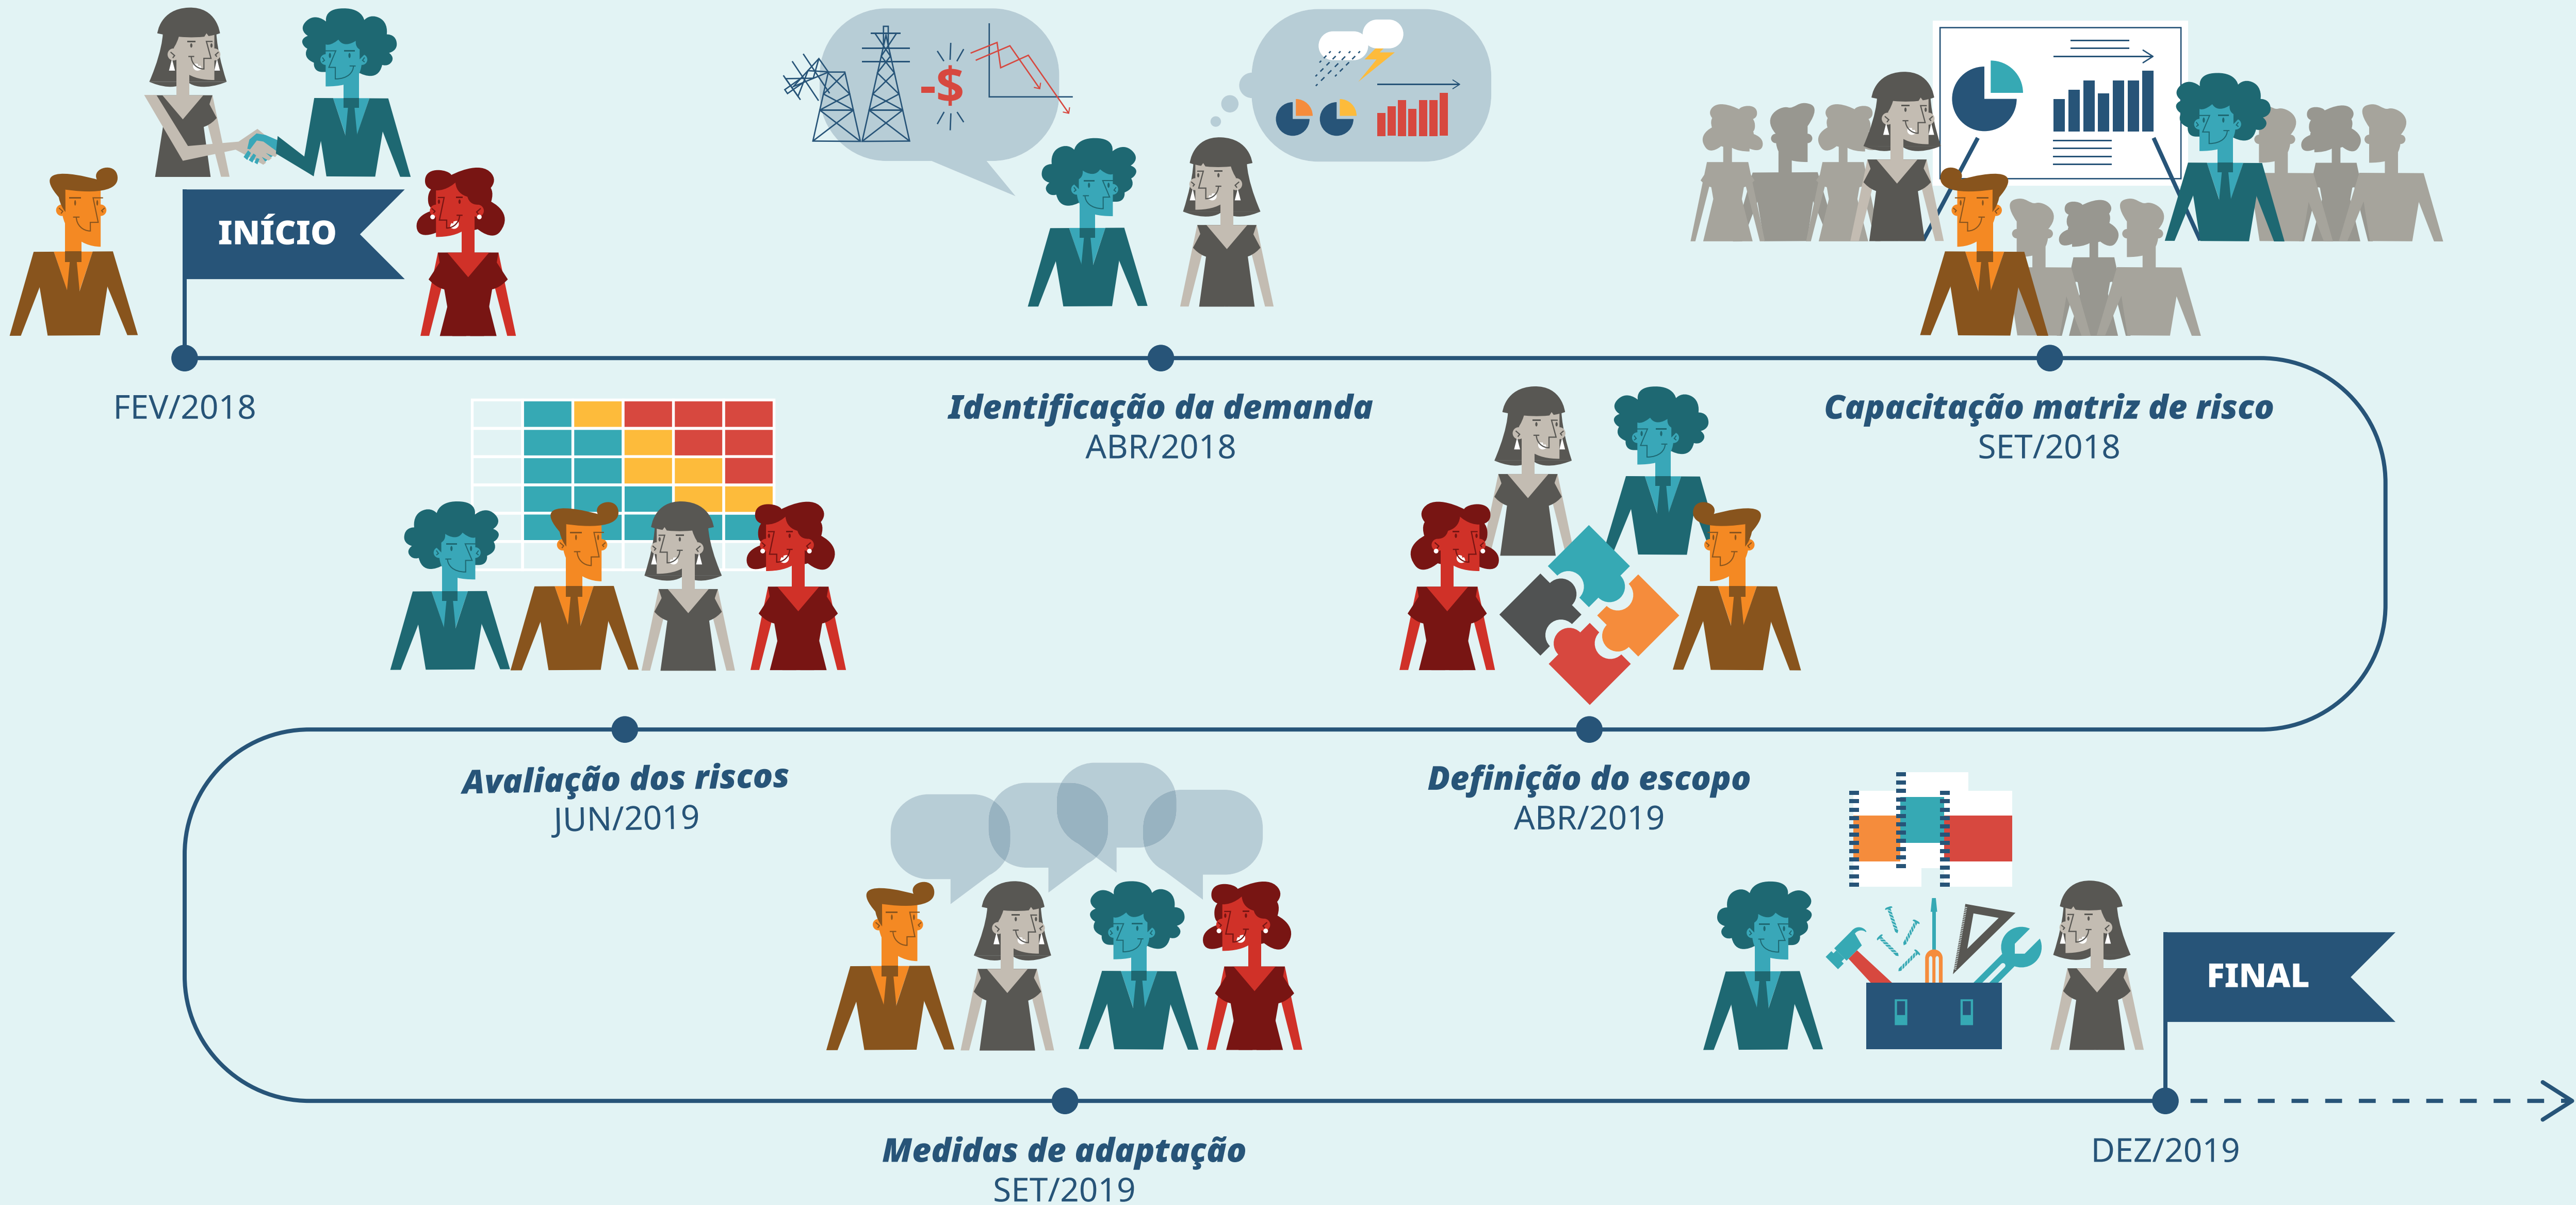 INÍCIO
FEV/2018
-$
Identificação da demanda
ABR/2018
Capacitação matriz de risco
SET/2018
Definição do escopo
ABR/2019
Avaliação dos riscos
JUN/2019
Medidas de adaptação
SET/2019
FINAL
DEZ/2019